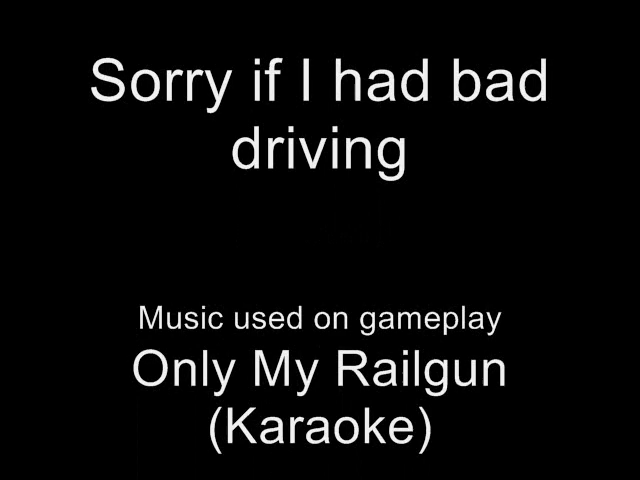 Sorry if I had bad
driving
Music used on gameplay
Only My Railgun
(Karaoke)